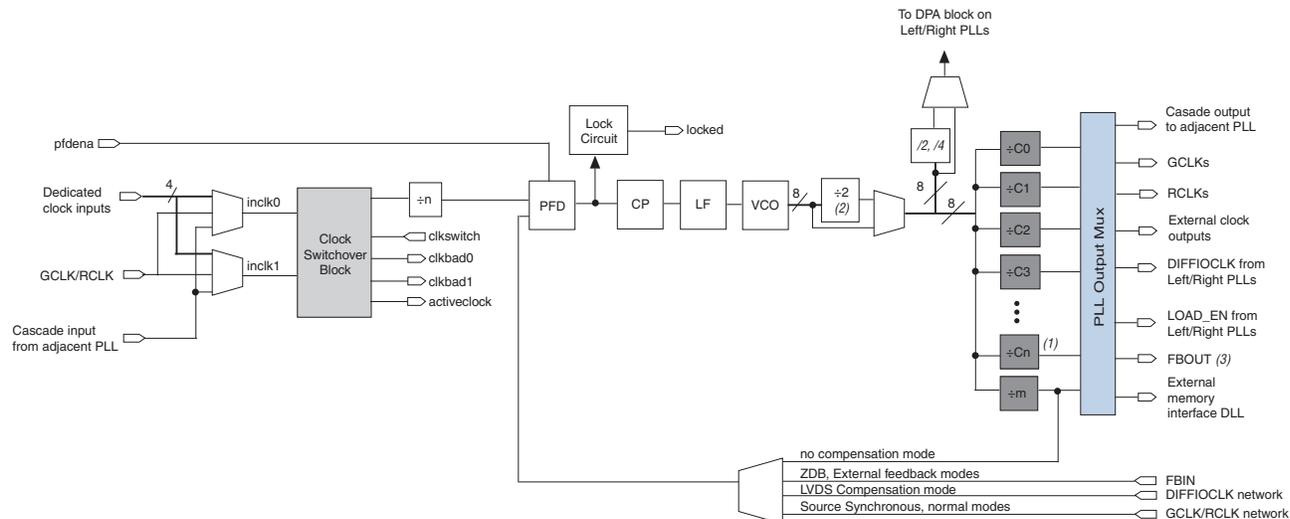 To DPA block on
Left/Right PLLs
Lock
Circuit
locked
pfdena
/2, /4
Casade output
to adjacent PLL
÷C0
GCLKs
4
Dedicated
clock inputs
inclk0
÷n
PFD
CP
LF
VCO
8
÷2
(2)
8
8
÷C1
RCLKs
÷C2
External clock
outputs
Clock
Switchover
Block
clkswitch
clkbad0
clkbad1
activeclock
GCLK/RCLK
inclk1
÷C3
PLL Output Mux
DIFFIOCLK from
Left/Right PLLs
LOAD_EN from
Left/Right PLLs
Cascade input
from adjacent PLL
÷Cn
(1)
FBOUT (3)
÷m
External
memory
interface DLL
no compensation mode
ZDB, External feedback modes
FBIN
LVDS Compensation mode
DIFFIOCLK network
Source Synchronous, normal modes
GCLK/RCLK network